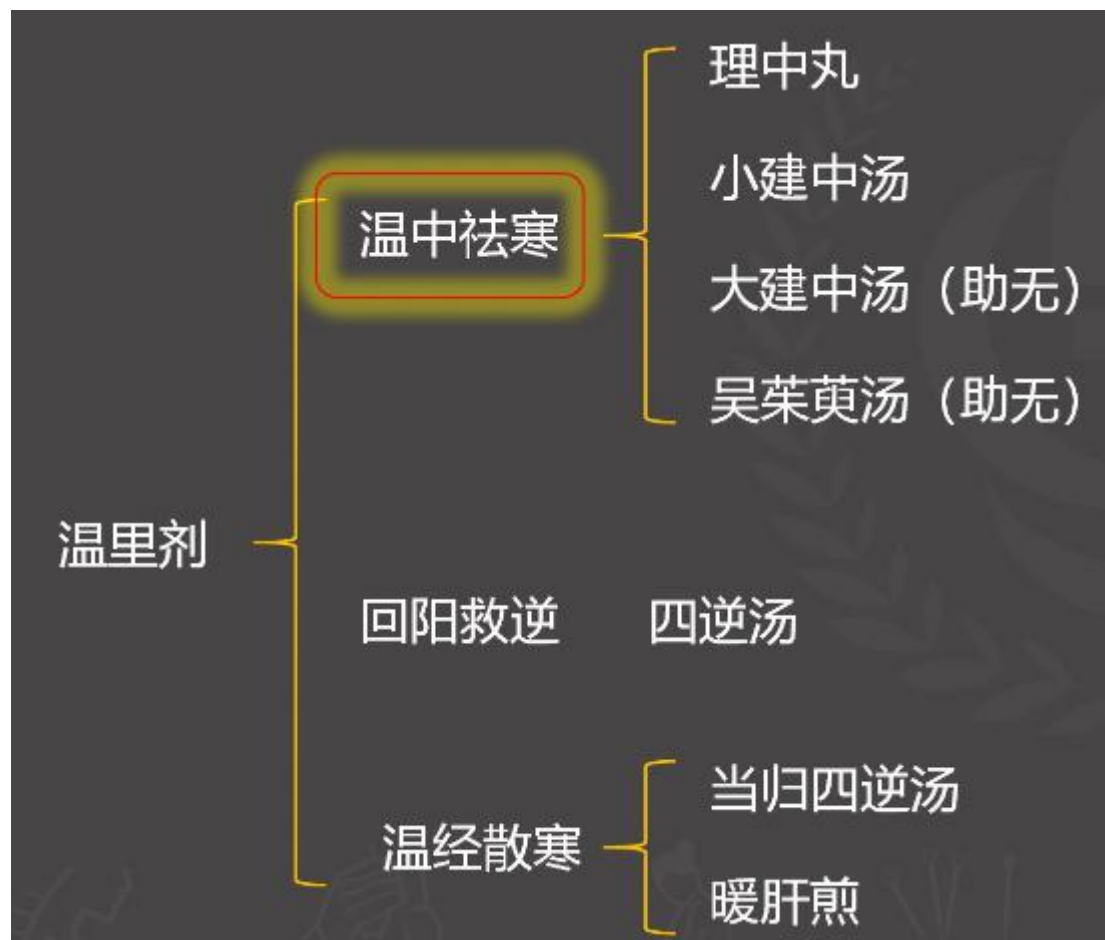 理中丸
小建中汤
温中祛寒
大建中汤（助无）
吴茱萸汤（助无）
温里剂
回阳救逆 四逆汤
当归四逆汤
温经散寒
暖肝煎